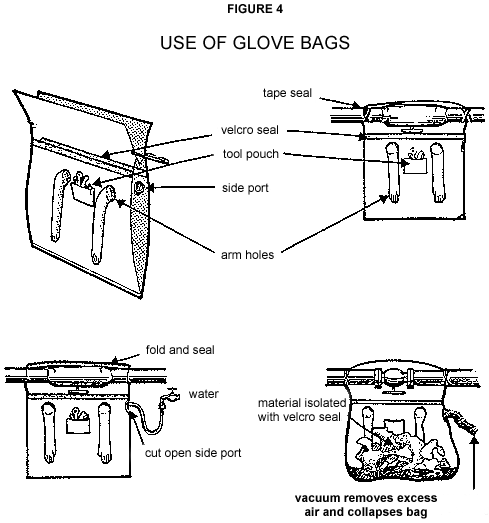 FIGURE 4
USE OF GLOVE BAGS
tape seal
velcro seal
tool pouch
side port
arm holes
fold and seal
water
cut open side port
material isolated
with velcro seal
vacuum removes excess
air and collapses bag